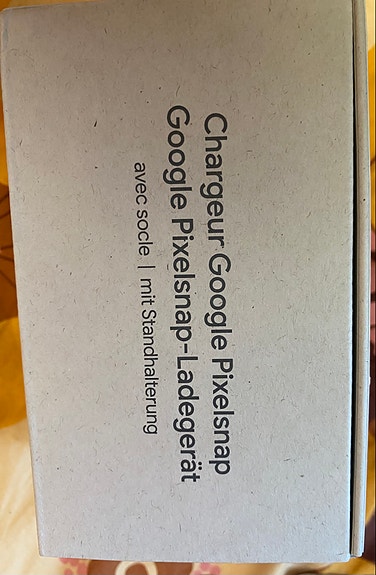 Chargeur Google Pixelsnap
Google Pixelsnap-Ladegerät
avec socle | mit Standhalterung